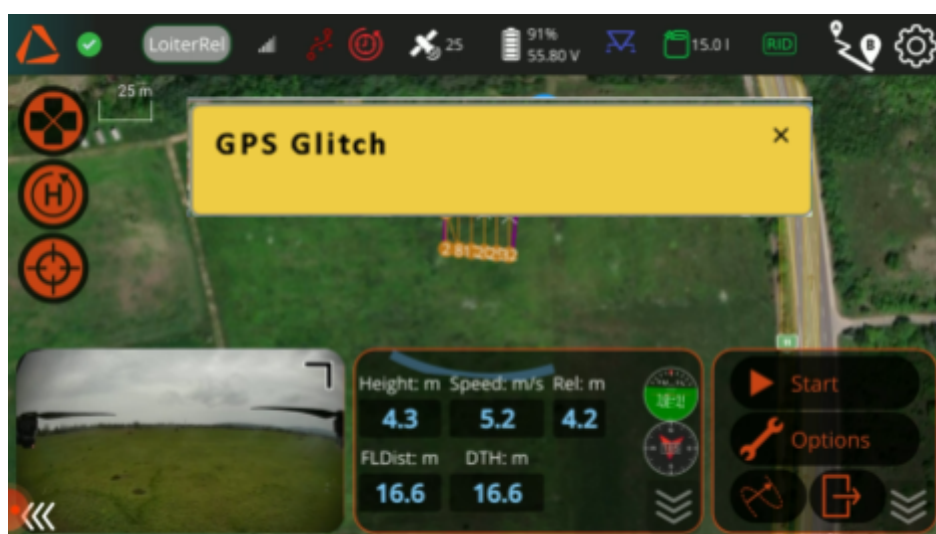 LoiterRel
25
91%
55.80 V
15.0 l
RID
A
B
25 m
GPS Glitch
H
Height: m Speed: m/s Rel: m
4.3 5.2 4.2
FLDist: m DTH: m
16.6 16.6
Start
Options